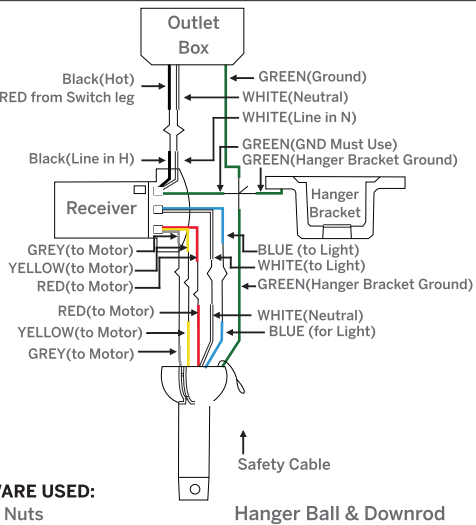 Outlet
Box
Black(Hot)
RED from Switch leg
GREEN(Ground)
WHITE(Neutral)
WHITE(Line in N)
GREEN(GND Must Use)
Black(Line in H)
GREEN(Hanger Bracket Ground)
Receiver
Hanger
Bracket
GREY(to Motor)
YELLOW(to Motor)
RED(to Motor)
BLUE (to Light)
WHITE(to Light)
GREEN(Hanger Bracket Ground)
RED(to Motor)
YELLOW(to Motor)
GREY(to Motor)
WHITE(Neutral)
BLUE (for Light)
Safety Cable
WARE USED:
Nuts
Hanger Ball & Downrod